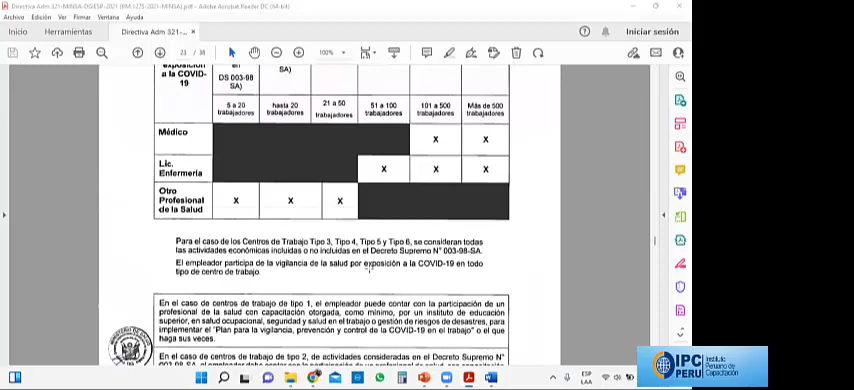 Directiva Adm 321-MINSA-DGIESP-2021 (RM.1275-2021-MINSA).pdf - Adobe Acrobat Reader DC (64-bit)
Archivo Edición Ver Firmar Ventana Ayuda
Inicio Herramientas Directiva Adm 321-... × Iniciar sesión
23 / 38 100%
exposición a la COVID-19
en DS 003-98 SA)
SA)
5 a 20 trabajadores
hasta 20 trabajadores
21 a 50 trabajadores
51 a 100 trabajadores
101 a 500 trabajadores
Más de 500 trabajadores
Médico X X
Lic. Enfermería X X X
Otro Profesional de la Salud X X X
Para el caso de los Centros de Trabajo Tipo 3, Tipo 4, Tipo 5 y Tipo 6, se consideran todas
las actividades económicas incluidas o no incluidas en el Decreto Supremo N° 003-98-SA.
El empleador participa de la vigilancia de la salud por exposición a la COVID-19 en todo
tipo de centro de trabajo.
En el caso de centros de trabajo de tipo 1, el empleador puede contar con la participación de un
profesional de la salud con capacitación otorgada, como mínimo, por un instituto de educación
superior, en salud ocupacional, seguridad y salud en el trabajo o gestión de riesgos de desastres, para
implementar el "Plan para la vigilancia, prevención y control de la COVID-19 en el trabajo" o el que
haga sus veces.
En el caso de centros de trabajo de tipo 2, de actividades consideradas en el Decreto Supremo N°
ESP
LAA
IPC
PERÚ
Instituto
Peruano de
Capacitación